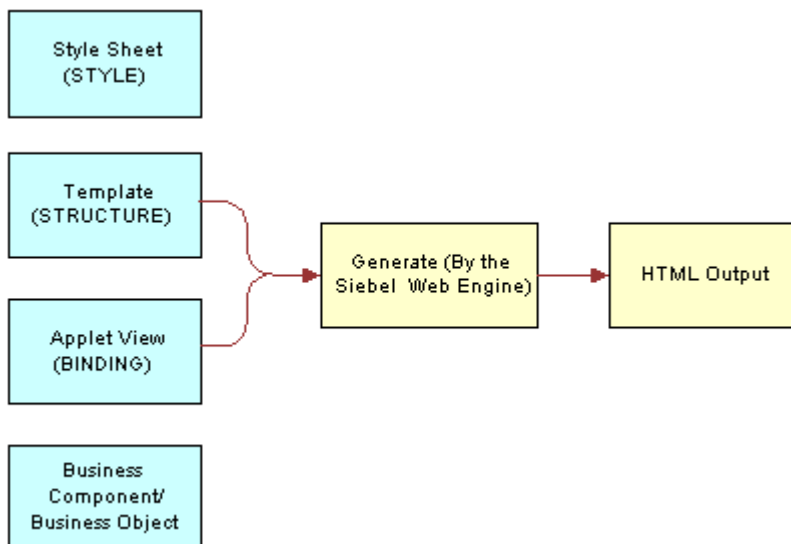 Style Sheet
(STYLE)
Template
(STRUCTURE)
Applet View
(BINDING)
Business
Component/
Business Object
Generate (By the
Siebel Web Engine)
HTML Output